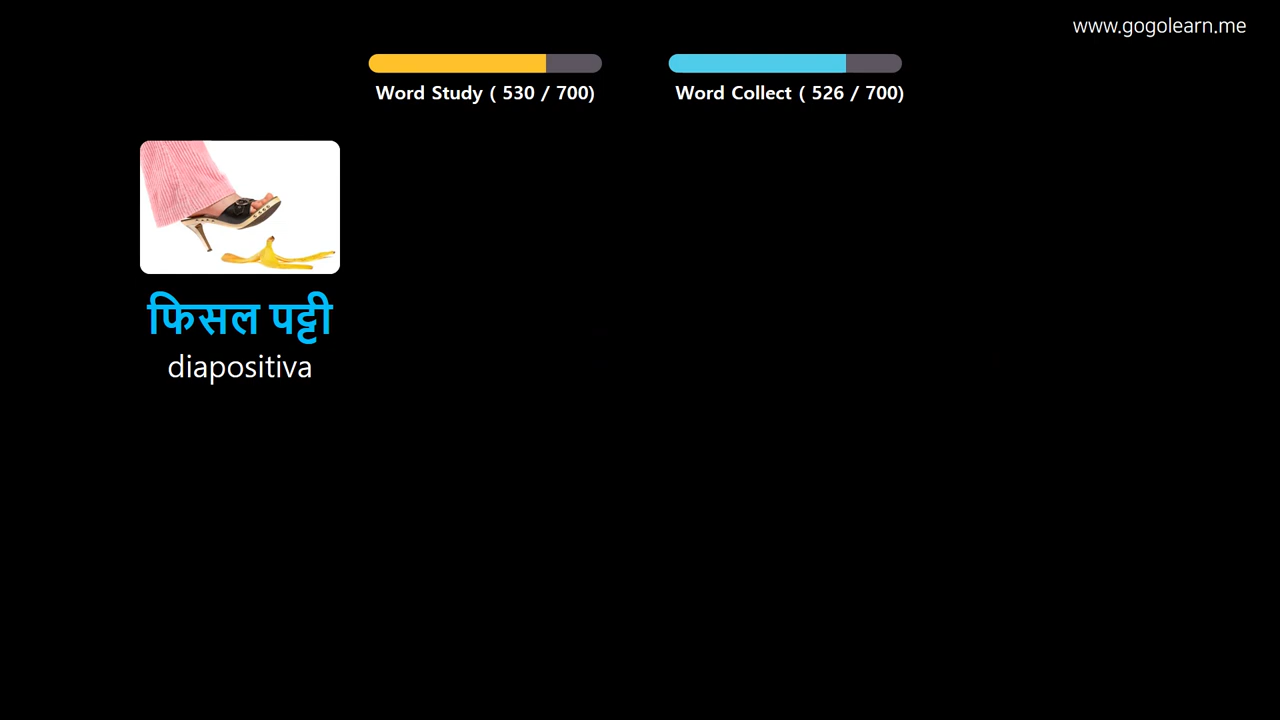 www.gogolearn.me
Word Study ( 530 / 700)
Word Collect ( 526 / 700)
फिसल पट्टी
diapositiva